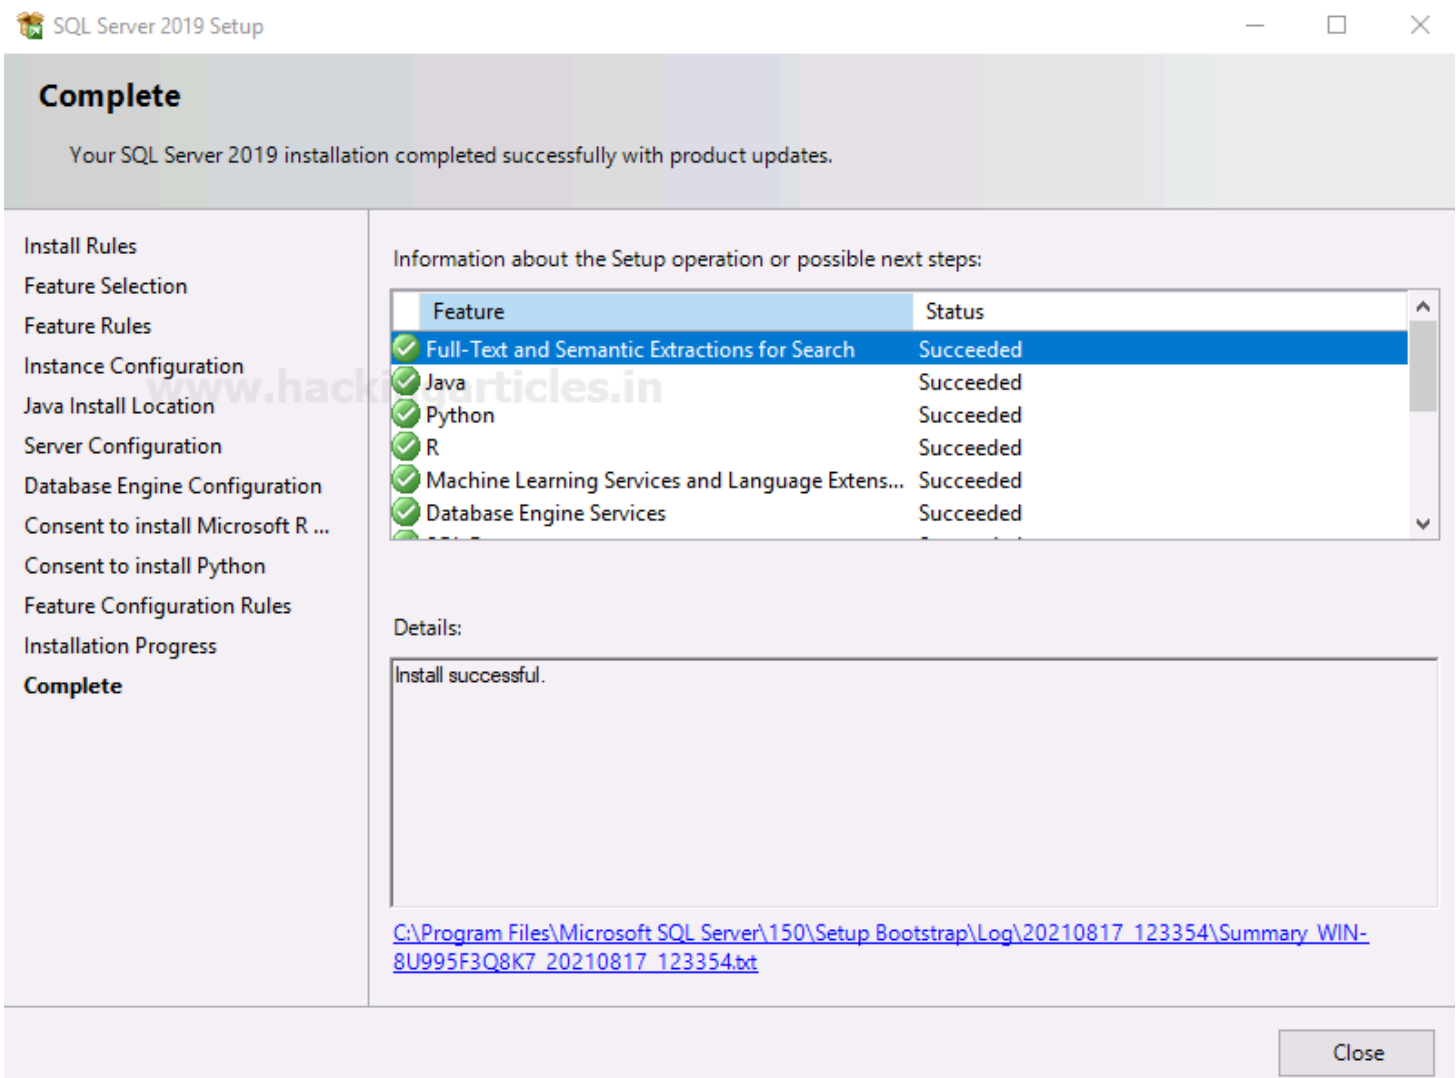 SQL Server 2019 Setup
Complete
Your SQL Server 2019 installation completed successfully with product updates.
Install Rules
Feature Selection
Feature Rules
Instance Configuration
Java Install Location
Server Configuration
Database Engine Configuration
Consent to install Microsoft R ...
Consent to install Python
Feature Configuration Rules
Installation Progress
Complete
Information about the Setup operation or possible next steps:
Feature Status
Full-Text and Semantic Extractions for Search Succeeded
Java Succeeded
Python Succeeded
R Succeeded
Machine Learning Services and Language Extens... Succeeded
Database Engine Services Succeeded
www.hackingarticles.in
Details:
Install successful.
C:\Program Files\Microsoft SQL Server\150\Setup Bootstrap\Log\20210817_123354\Summary_WIN-
8U995F3Q8K7_20210817_123354.txt
Close